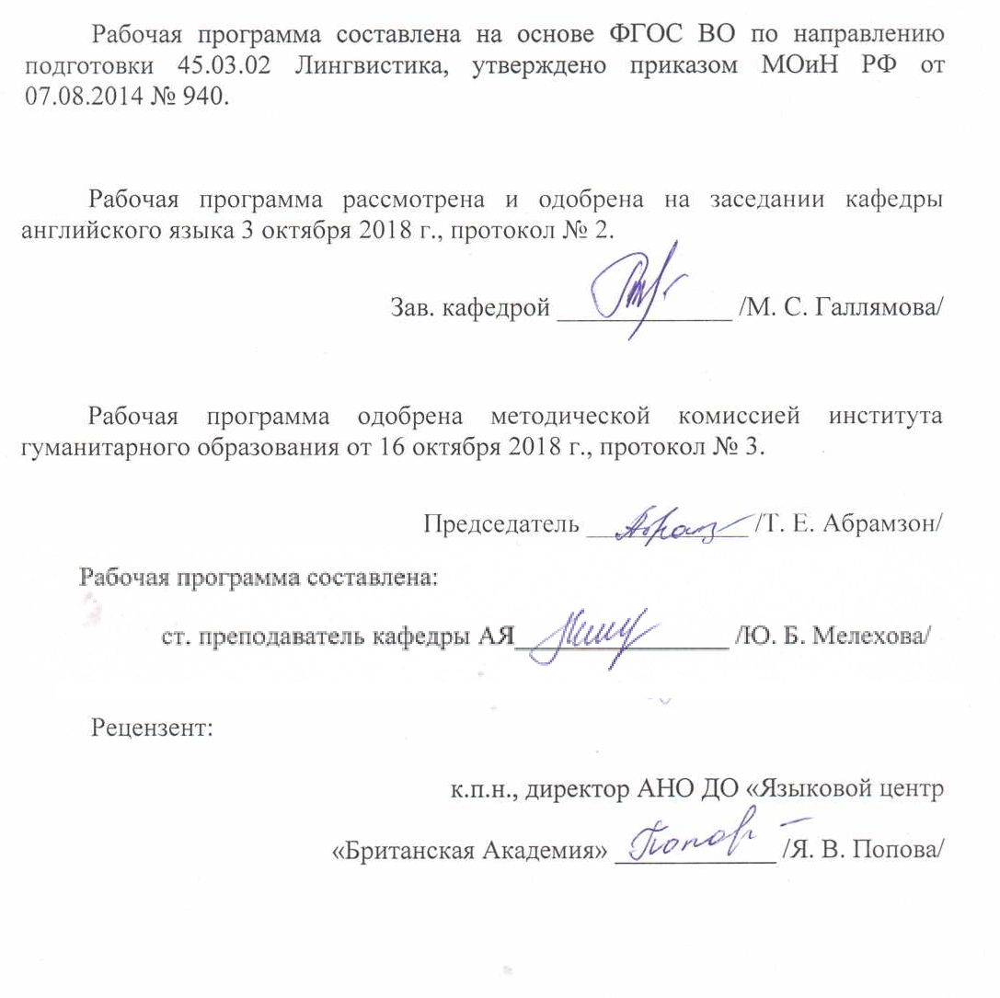 Рабочая программа составлена на основе ФГОС ВО по направлению
подготовки 45.03.02 Лингвистика, утверждено приказом МОиН РФ от
07.08.2014 № 940.
Рабочая программа рассмотрена и одобрена на заседании кафедры
английского языка 3 октября 2018 г., протокол № 2.
Зав. кафедрой _____________ /М. С. Галлямова/
Рабочая программа одобрена методической комиссией института
гуманитарного образования от 16 октября 2018 г., протокол № 3.
Председатель ____________ /Т. Е. Абрамзон/
Рабочая программа составлена:
ст. преподаватель кафедры АЯ________________ /Ю. Б. Мелехова/
Рецензент:
к.п.н., директор АНО ДО «Языковой центр
«Британская Академия» ____________ /Я. В. Попова/